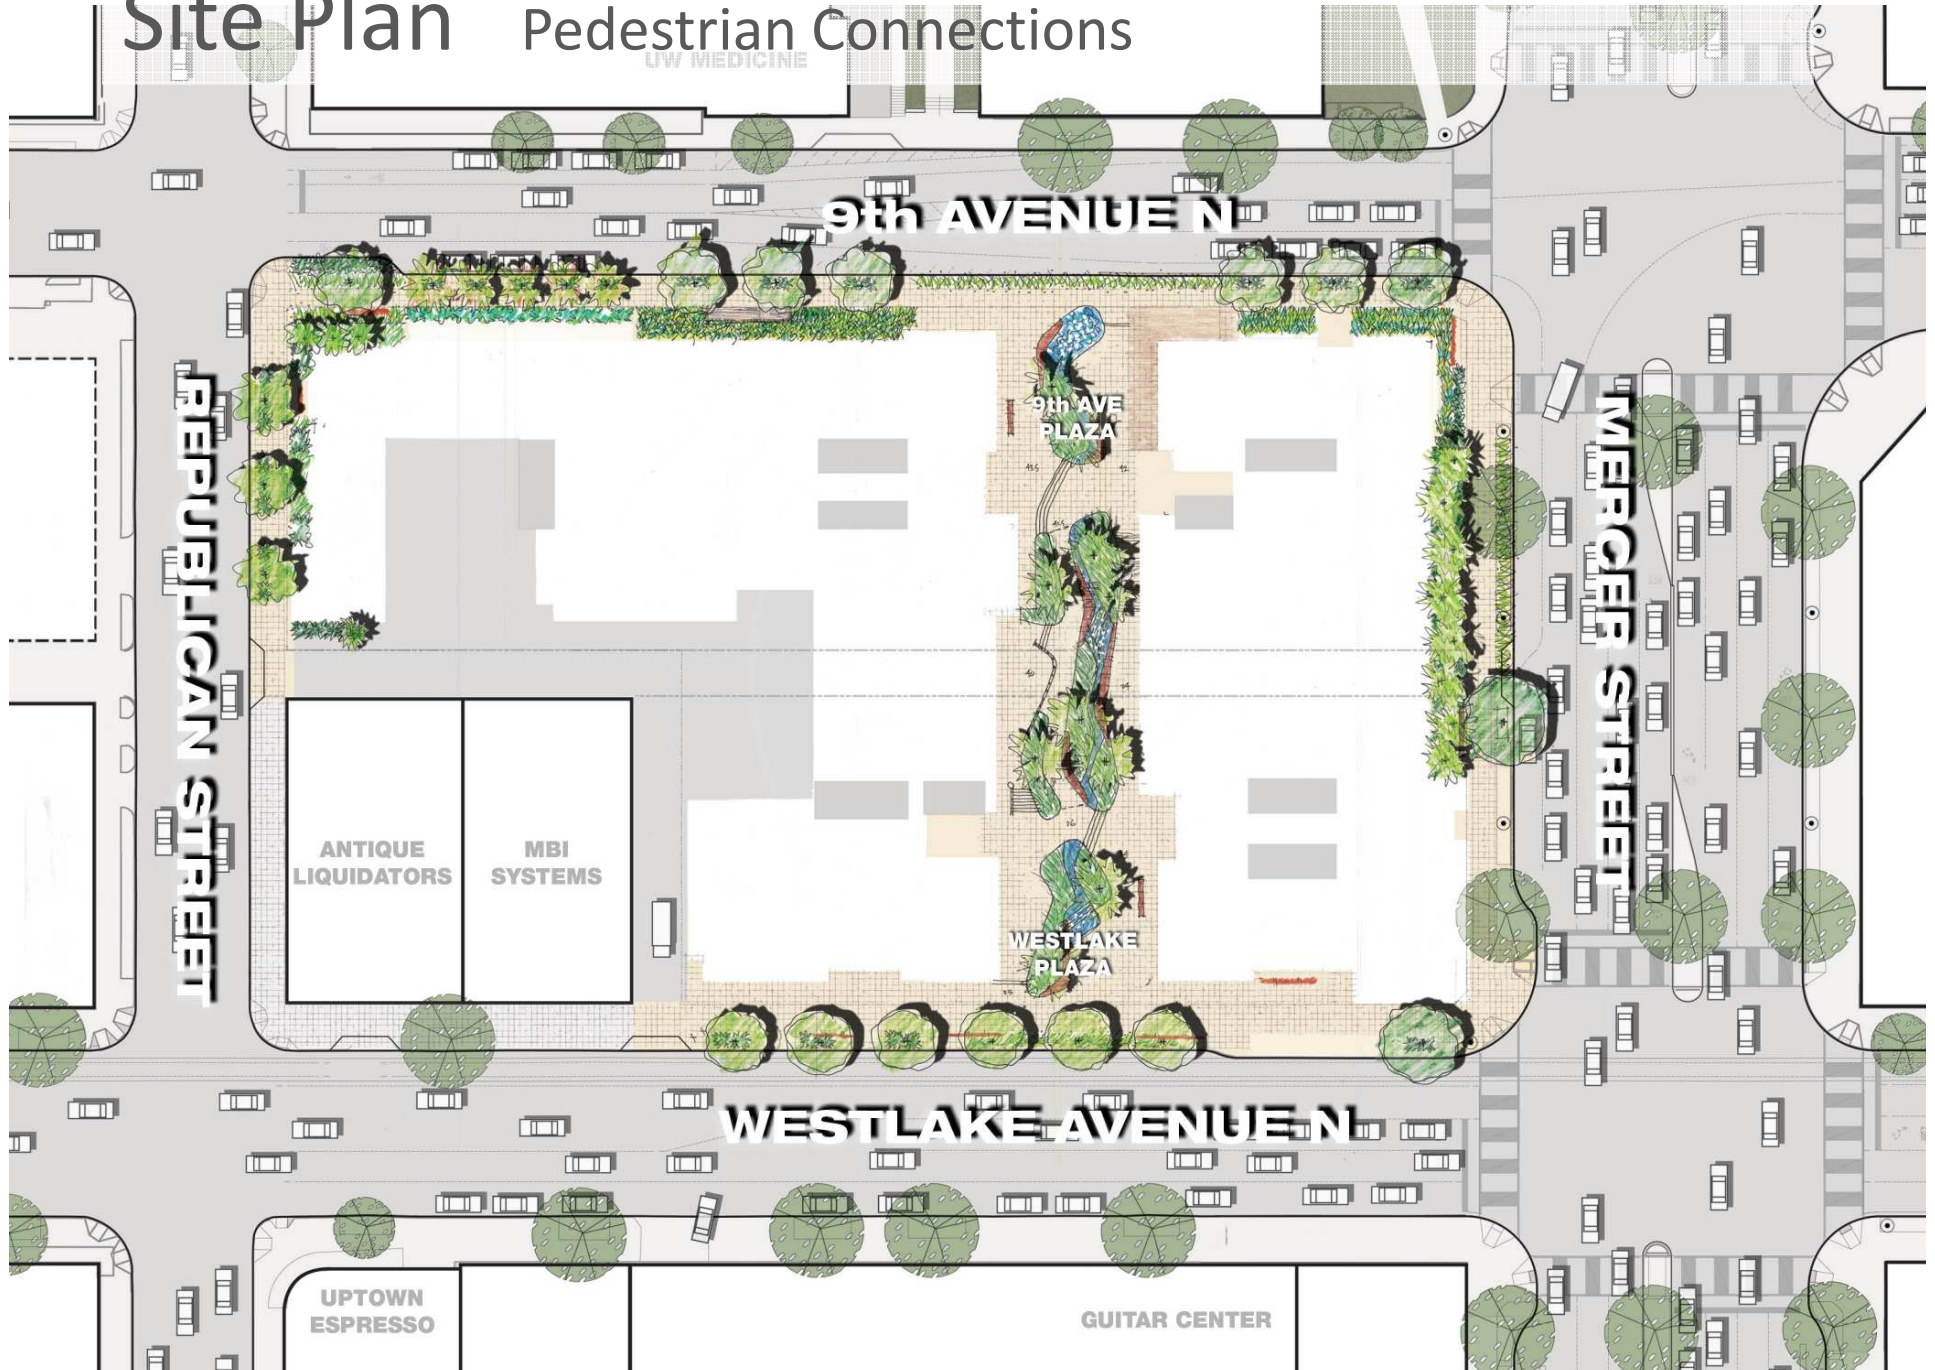 Site Plan Pedestrian Connections
UW MEDICINE
9th AVENUE N
9th AVE
PLAZA
REPUBLICAN STREET
MERCER STREET
ANTIQUE
LIQUIDATORS
MBI
SYSTEMS
WESTLAKE
PLAZA
WESTLAKE AVENUE N
UPTOWN
ESPRESSO
GUITAR CENTER